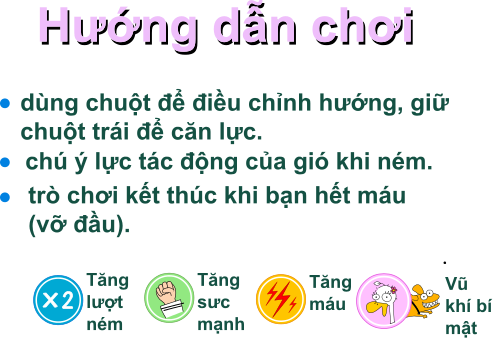 Hướng dẫn chơi
dùng chuột để điều chỉnh hướng, giữ
chuột trái để căn lực.
chú ý lực tác động của gió khi ném.
trò chơi kết thúc khi bạn hết máu
(vỡ đầu).
x2
Tăng
lượt
ném
Tăng
sức
mạnh
Tăng
máu
Vũ
khí bí
mật